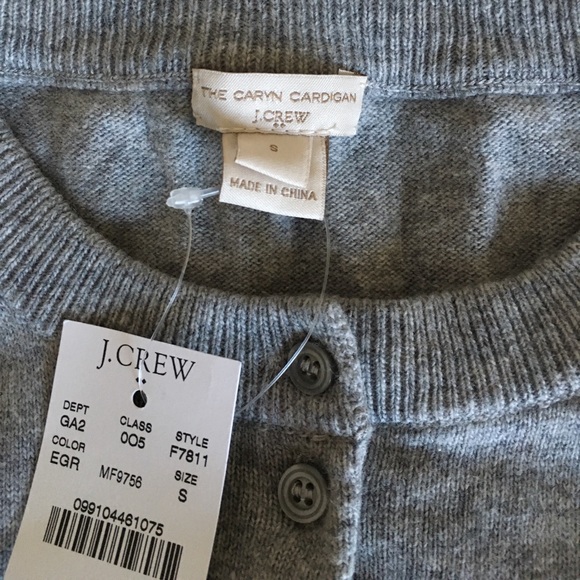 THE CARYN CARDIGAN
J.CREW
S
MADE IN CHINA
J.CREW
DEPT CLASS STYLE
GA2 005 F7811
COLOR SIZE
EGR MF9756 S
099104461075